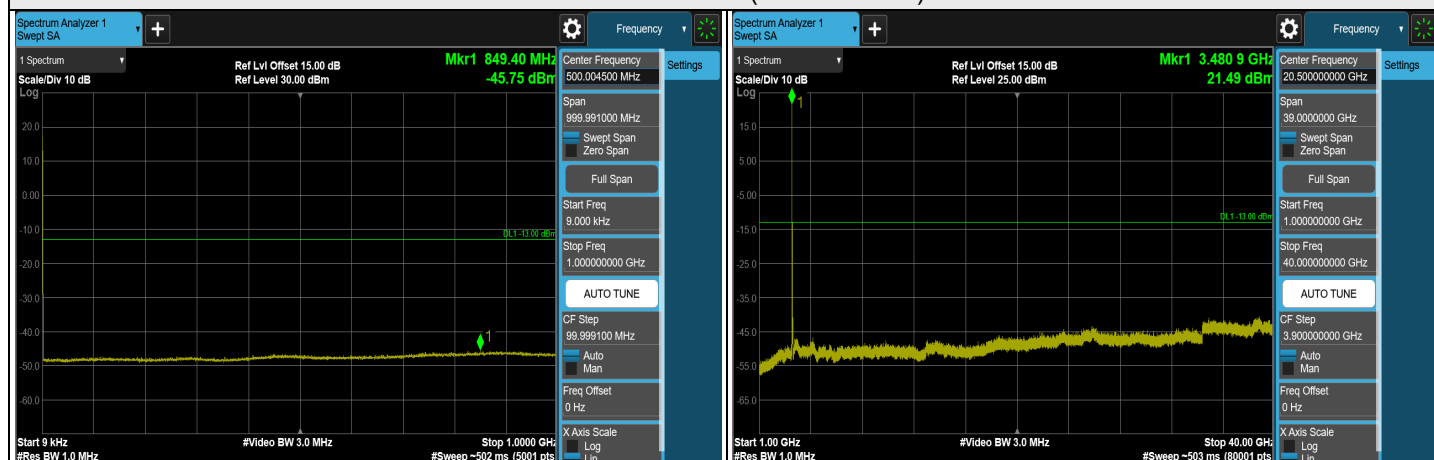 Spectrum Analyzer 1
Swept SA
+
Frequency
1 Spectrum
Scale/Div 10 dB
Log
Ref Lvl Offset 15.00 dB
Ref Level 30.00 dBm
Mkr1 849.40 MHz
-45.75 dBm
20.0
10.0
0.00
-10.0
-20.0
-30.0
-40.0
-50.0
-60.0
DL1 -13.00 dBm
1
Start 9 kHz
#Res BW 1.0 MHz
#Video BW 3.0 MHz
Stop 1.0000 GHz
#Sweep ~502 ms (5001 pts)
Center Frequency
500.004500 MHz
Settings
Span
999.991000 MHz
Swept Span
Zero Span
Full Span
Start Freq
9.000 kHz
Stop Freq
1.000000000 GHz
AUTO TUNE
CF Step
99.999100 MHz
Auto
Man
Freq Offset
0 Hz
X Axis Scale
Log
Lin
Spectrum Analyzer 1
Swept SA
+
Frequency
1 Spectrum
Scale/Div 10 dB
Log
Ref Lvl Offset 15.00 dB
Ref Level 25.00 dBm
Mkr1 3.480 9 GHz
21.49 dBm
1
15.0
5.00
-5.00
-15.0
-25.0
-35.0
-45.0
-55.0
-65.0
DL1 -13.00 dBm
Start 1.00 GHz
#Res BW 1.0 MHz
#Video BW 3.0 MHz
Stop 40.00 GHz
#Sweep ~503 ms (80001 pts)
Center Frequency
20.500000000 GHz
Settings
Span
39.0000000 GHz
Swept Span
Zero Span
Full Span
Start Freq
1.000000000 GHz
Stop Freq
40.000000000 GHz
AUTO TUNE
CF Step
3.900000000 GHz
Auto
Man
Freq Offset
0 Hz
X Axis Scale
Log
Lin